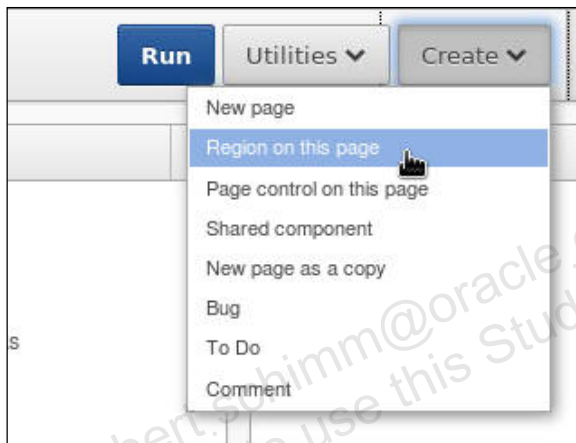 Run Utilities Create
New page
Region on this page
Page control on this page
Shared component
New page as a copy
Bug
To Do
Comment